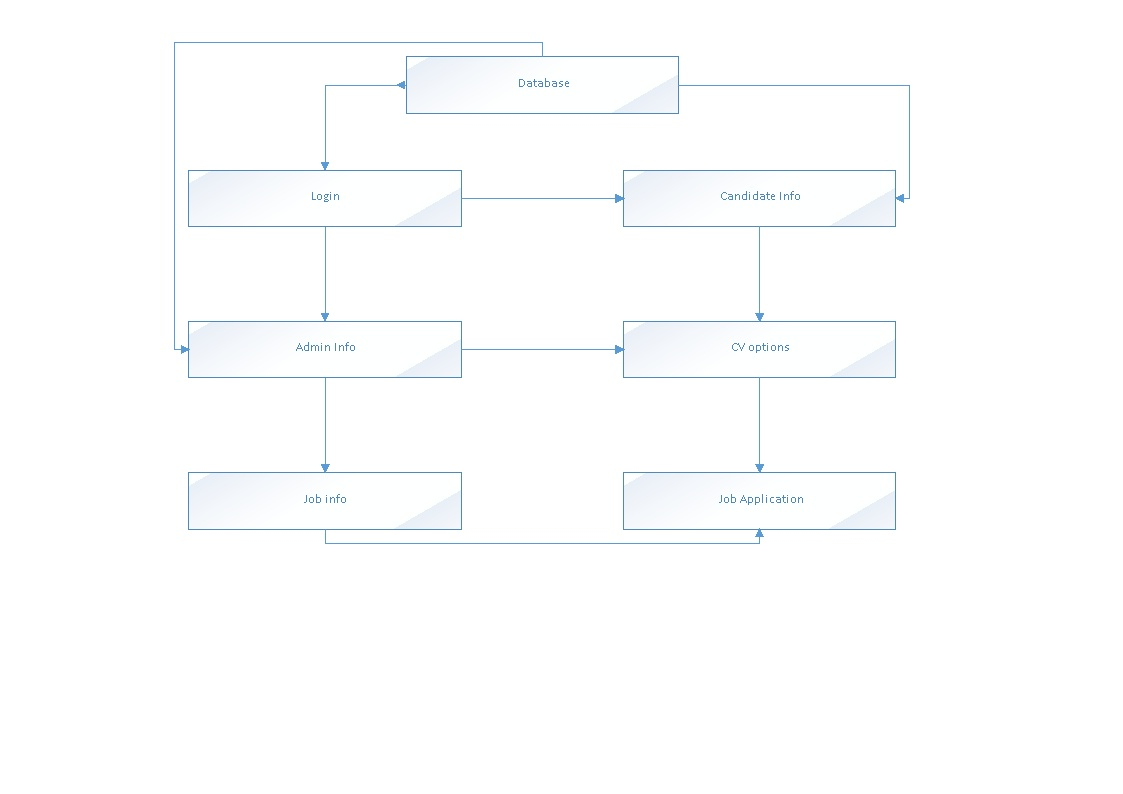 Database
Login
Candidate Info
Admin Info
CV options
Job info
Job Application